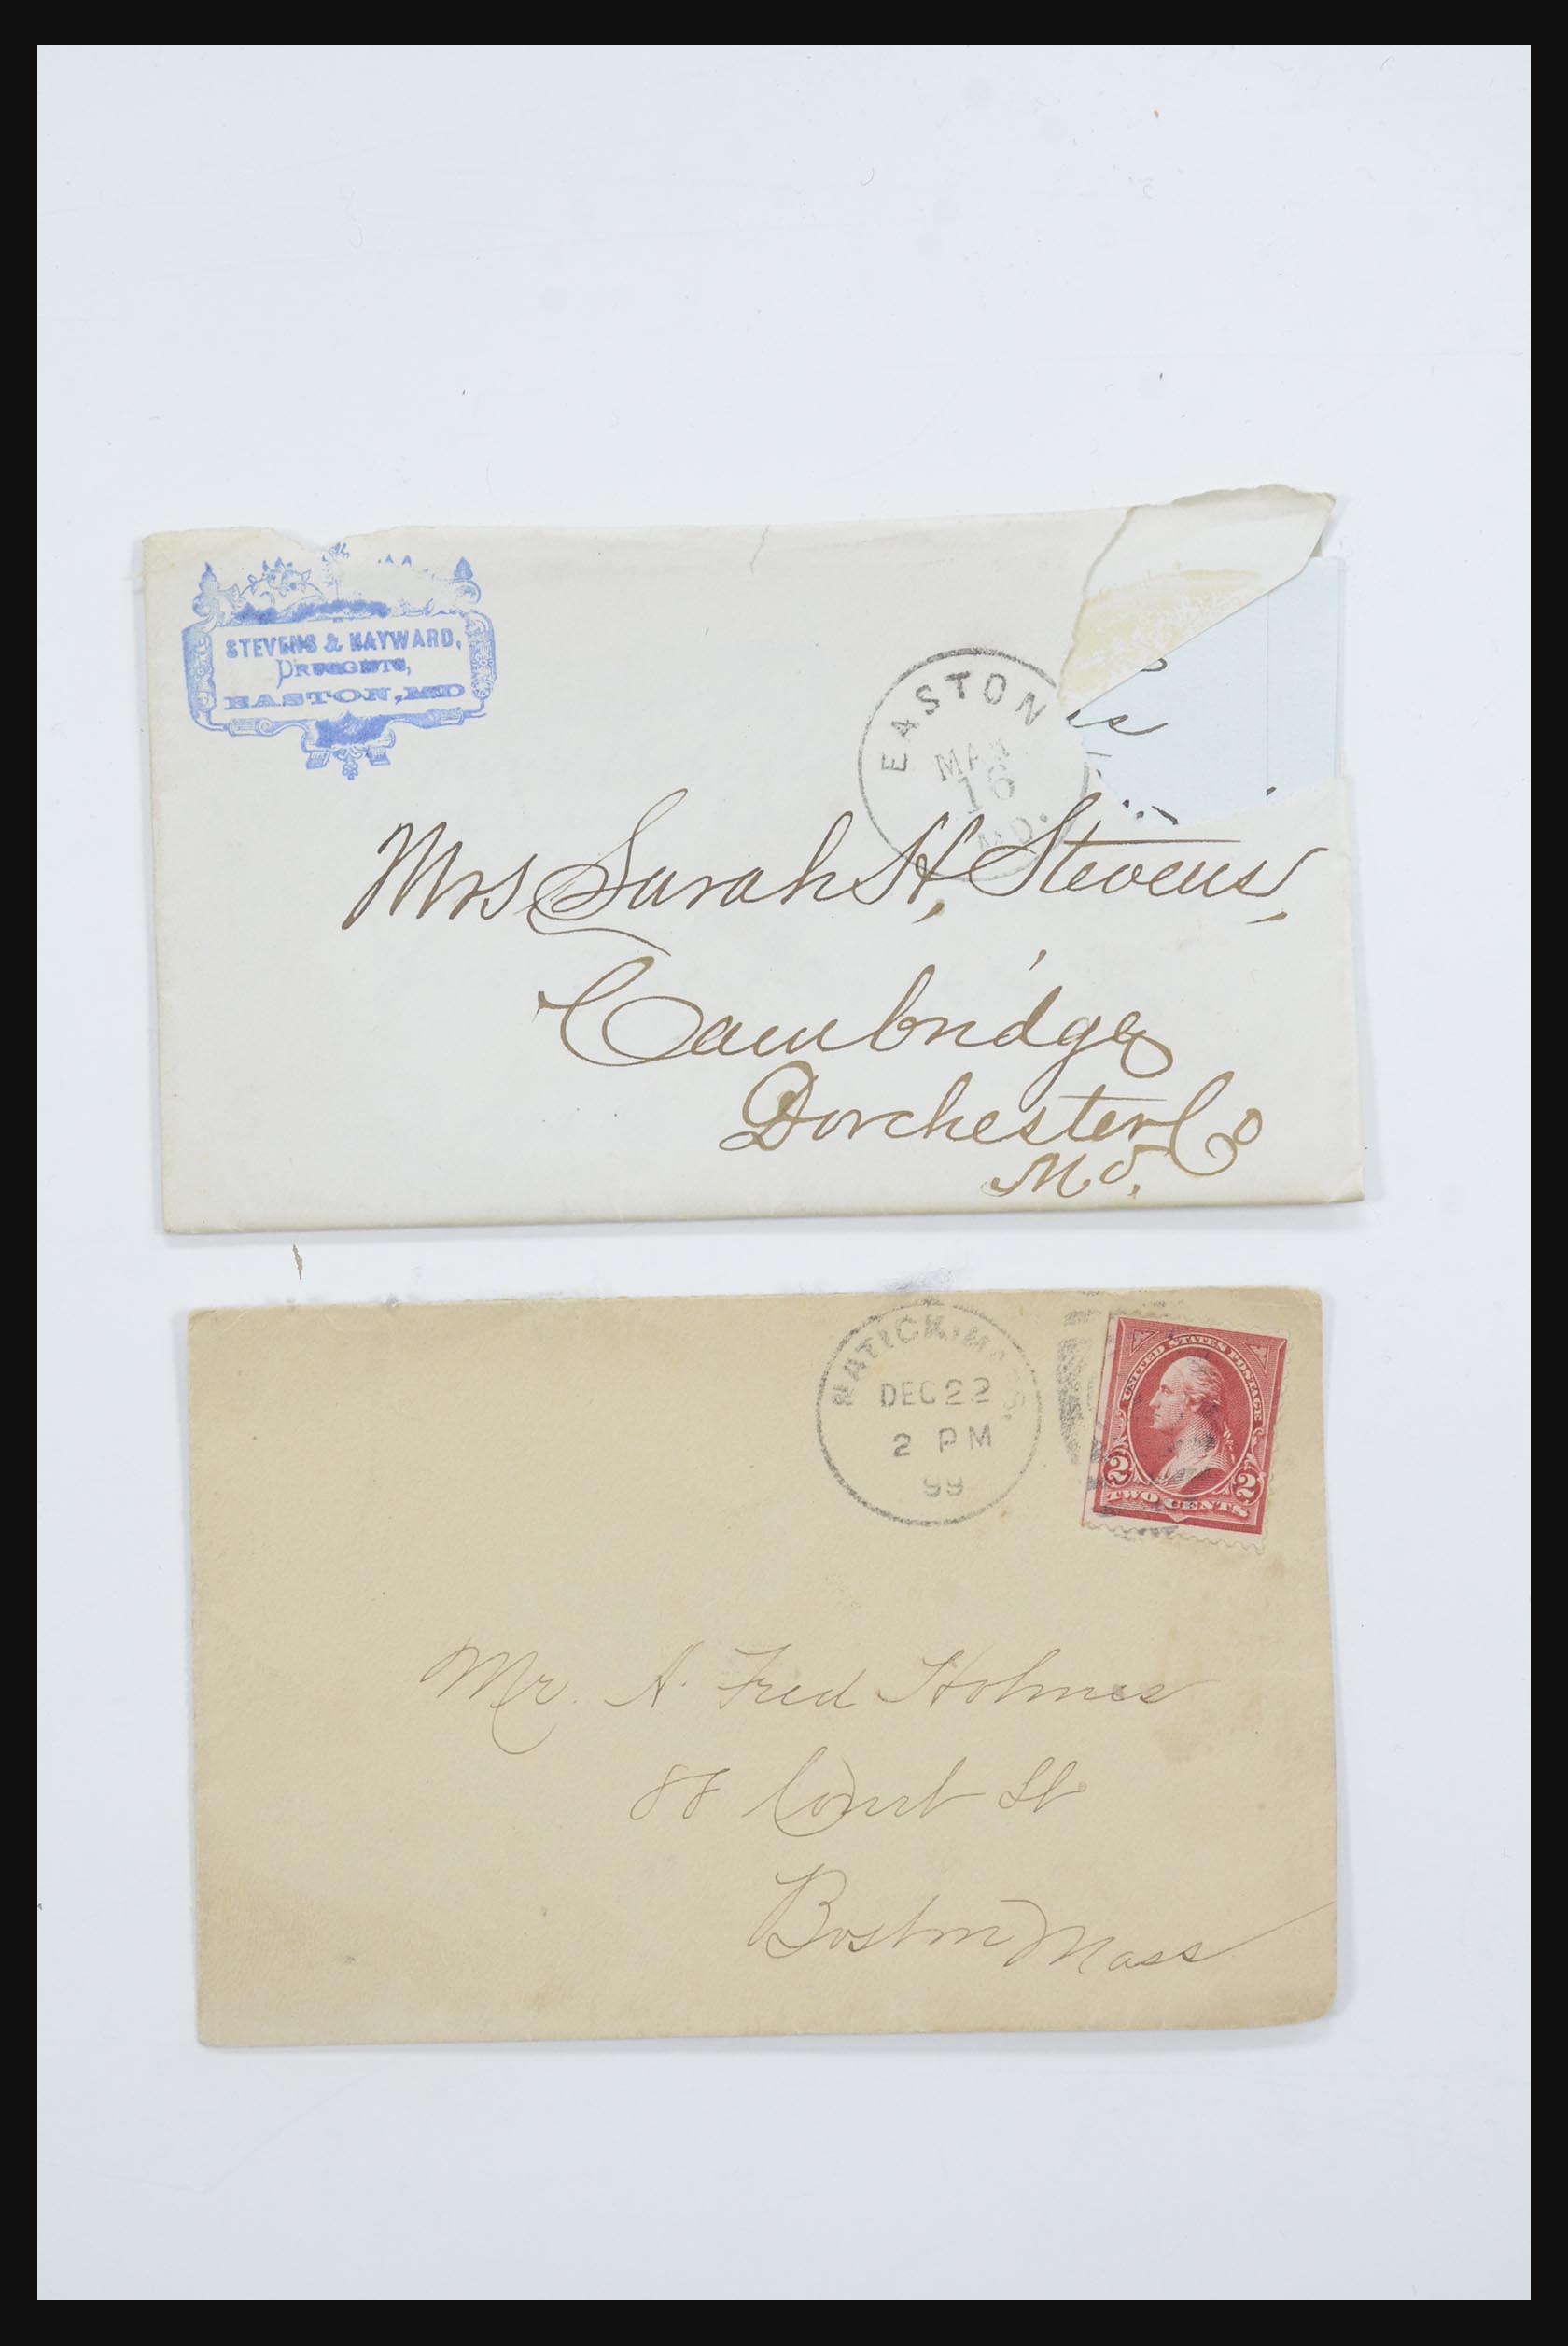 STEVENS & HAYWARD,
DRUGGISTS,
EASTON, MD
EASTON
MAR
16
MD.
Mrs Sarah H, Stevens,
Cambridge
Dorchester Co
Md.
NATICK, MASS.
DEC 22
2 PM
99
UNITED STATES POSTAGE
2 2
TWO CENTS
Mr. A. Fred Holmes
88 Court St
Boston Mass